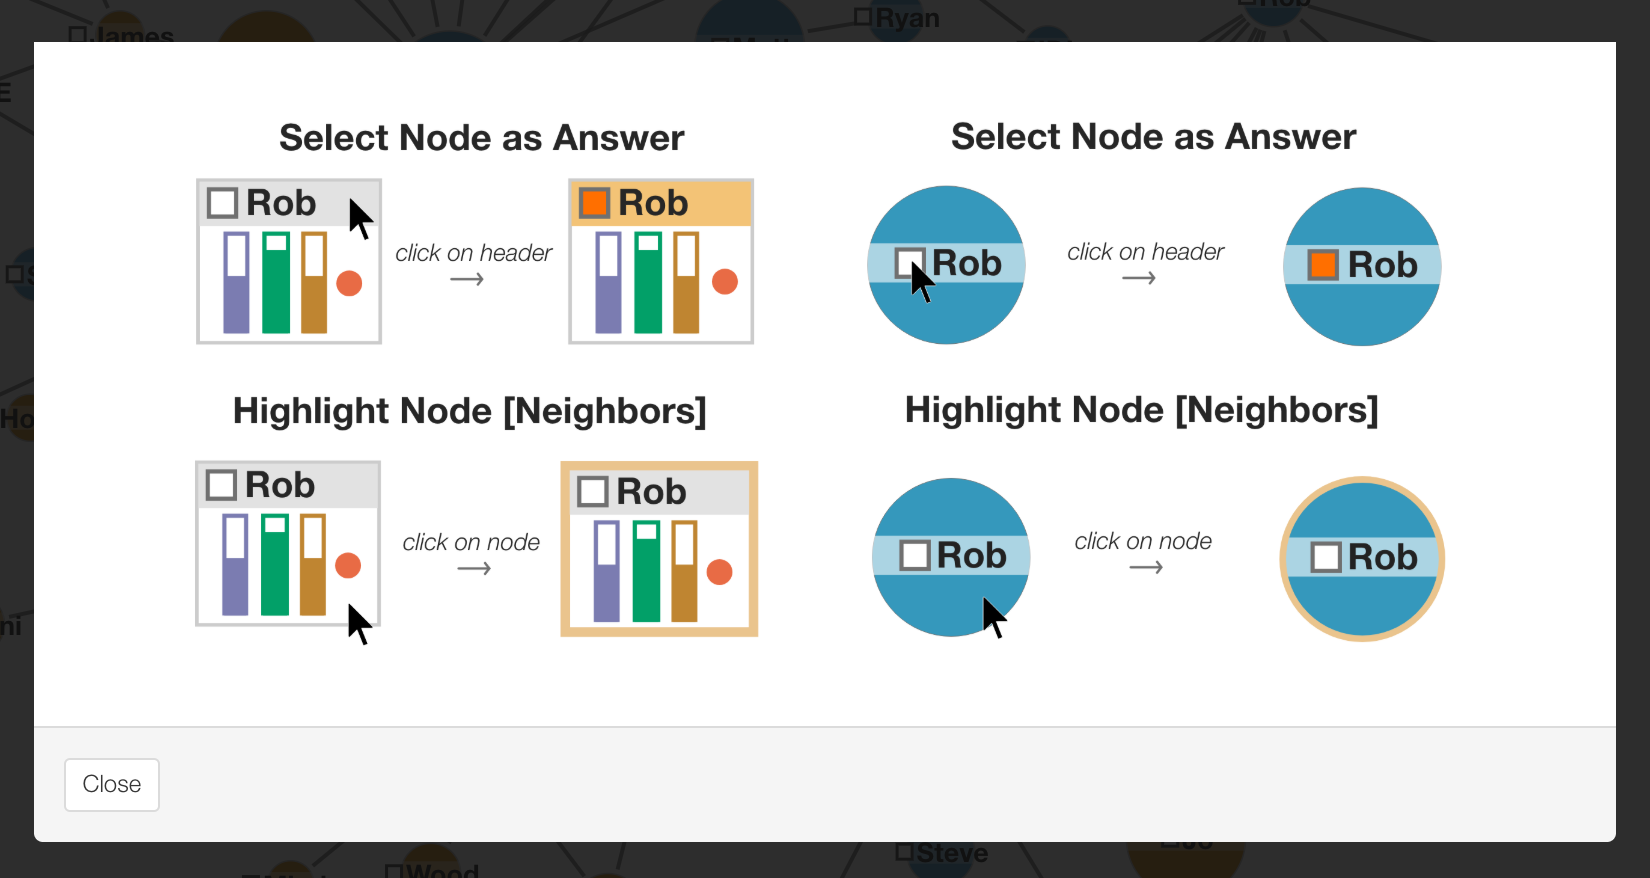 James
Ryan
Rob
Select Node as Answer
Select Node as Answer
Rob
click on header
→
Rob
Rob
click on header
→
Rob
Highlight Node [Neighbors]
Highlight Node [Neighbors]
Rob
click on node
→
Rob
Rob
click on node
→
Rob
Close
Steve
Wood